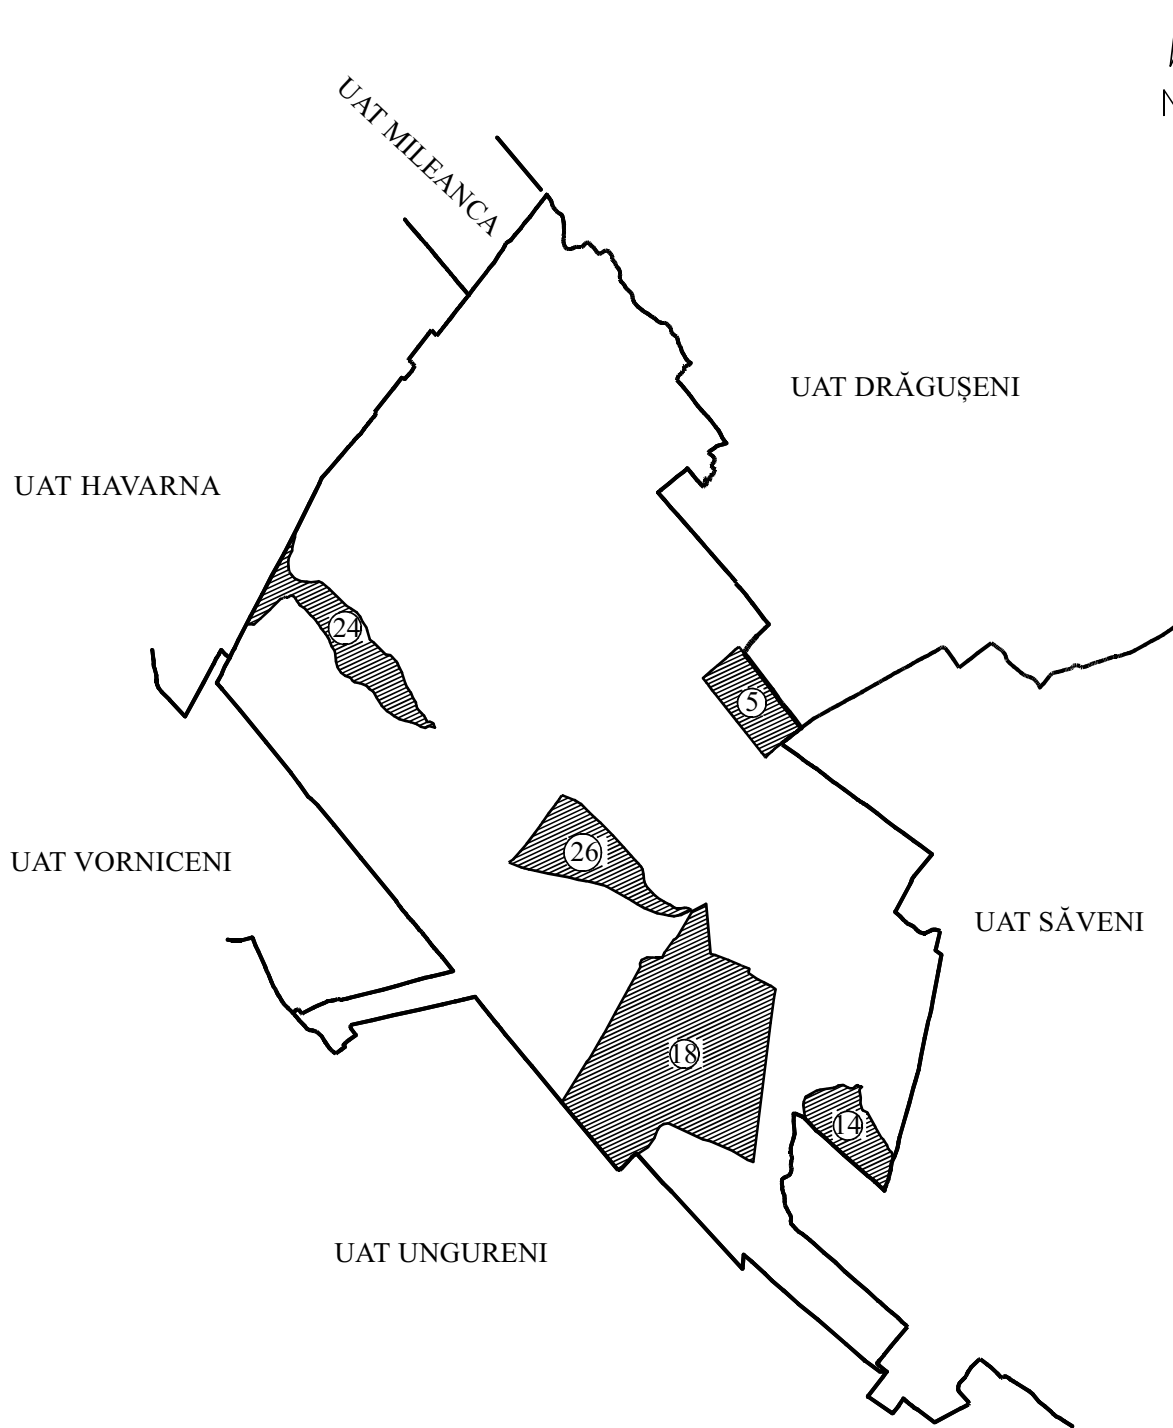 UAT MILEANCA
N
UAT DRĂGUȘENI
UAT HAVARNA
24
5
26
UAT VORNICENI
UAT SĂVENI
18
14
UAT UNGURENI